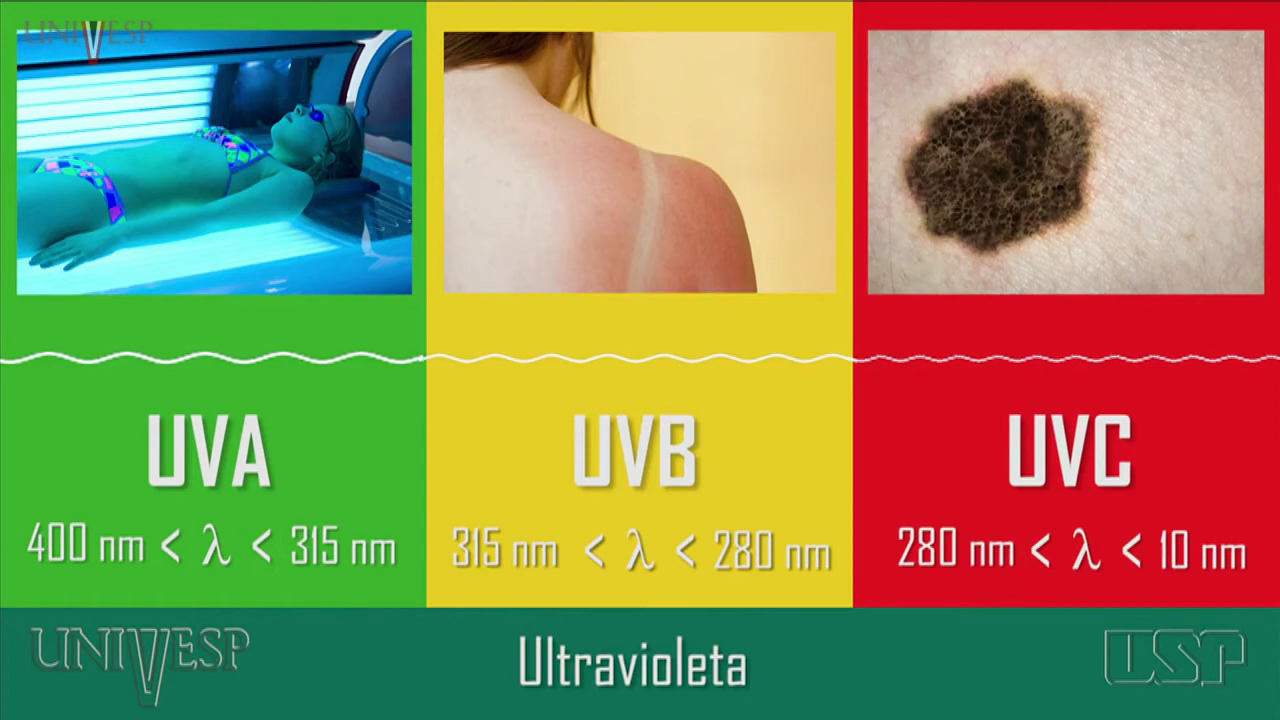 UNIVESP
UVA
400 nm < λ < 315 nm
UVB
315 nm < λ < 280 nm
UVC
280 nm < λ < 10 nm
UNIVESP
Ultravioleta
USP